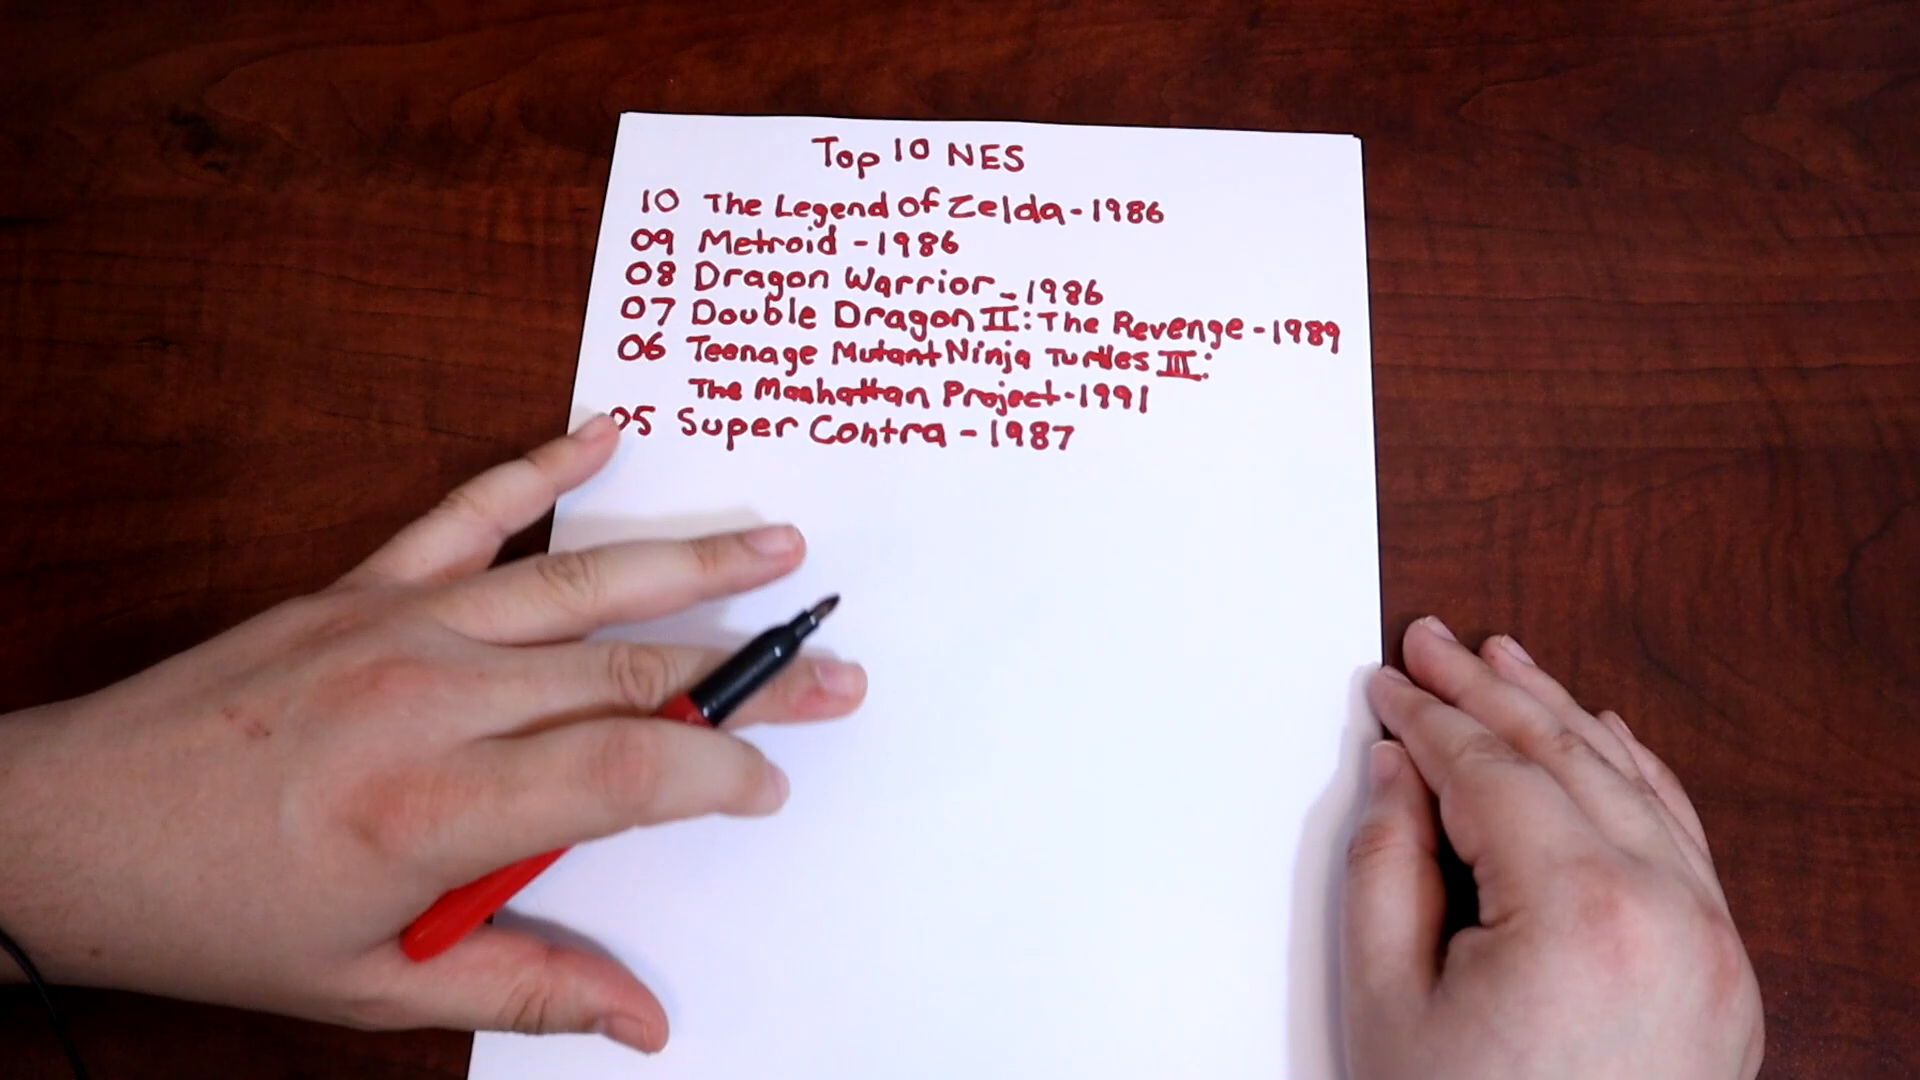 Top 10 NES
10 The Legend of Zelda - 1986
09 Metroid - 1986
08 Dragon Warrior - 1986
07 Double Dragon II: The Revenge - 1989
06 Teenage Mutant Ninja Turtles III:
The Manhattan Project - 1991
05 Super Contra - 1987